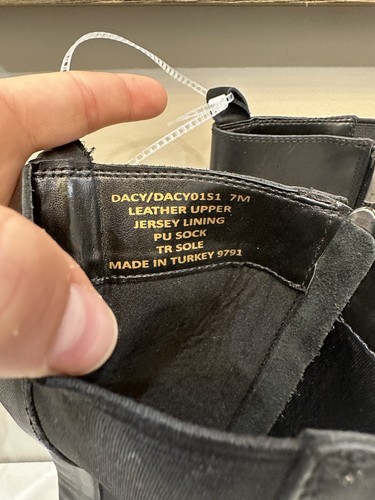 DACY/DACY01S1 7M
LEATHER UPPER
JERSEY LINING
PU SOCK
TR SOLE
MADE IN TURKEY 9791